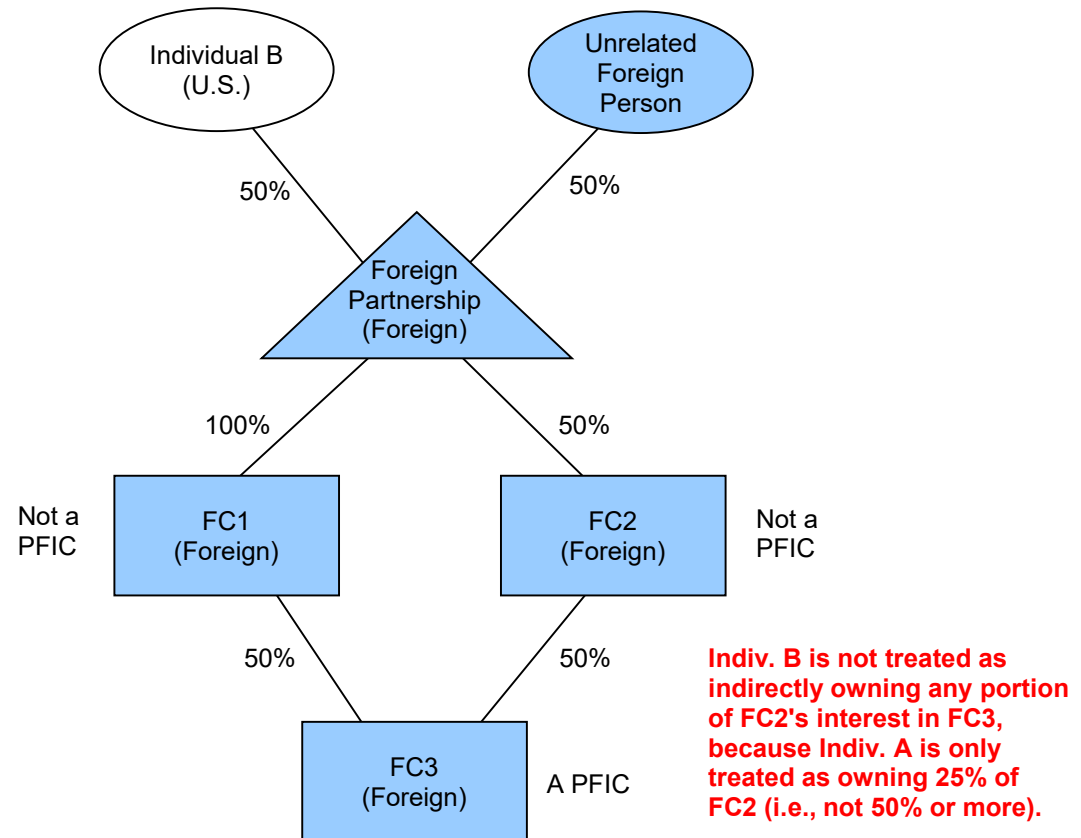 Individual B
(U.S.)
Unrelated
Foreign
Person
50%
50%
Foreign
Partnership
(Foreign)
100%
50%
Not a
PFIC
FC1
(Foreign)
FC2
(Foreign)
Not a
PFIC
50%
50%
Indiv. B is not treated as
indirectly owning any portion
of FC2's interest in FC3,
because Indiv. A is only
treated as owning 25% of
FC2 (i.e., not 50% or more).
FC3
(Foreign)
A PFIC